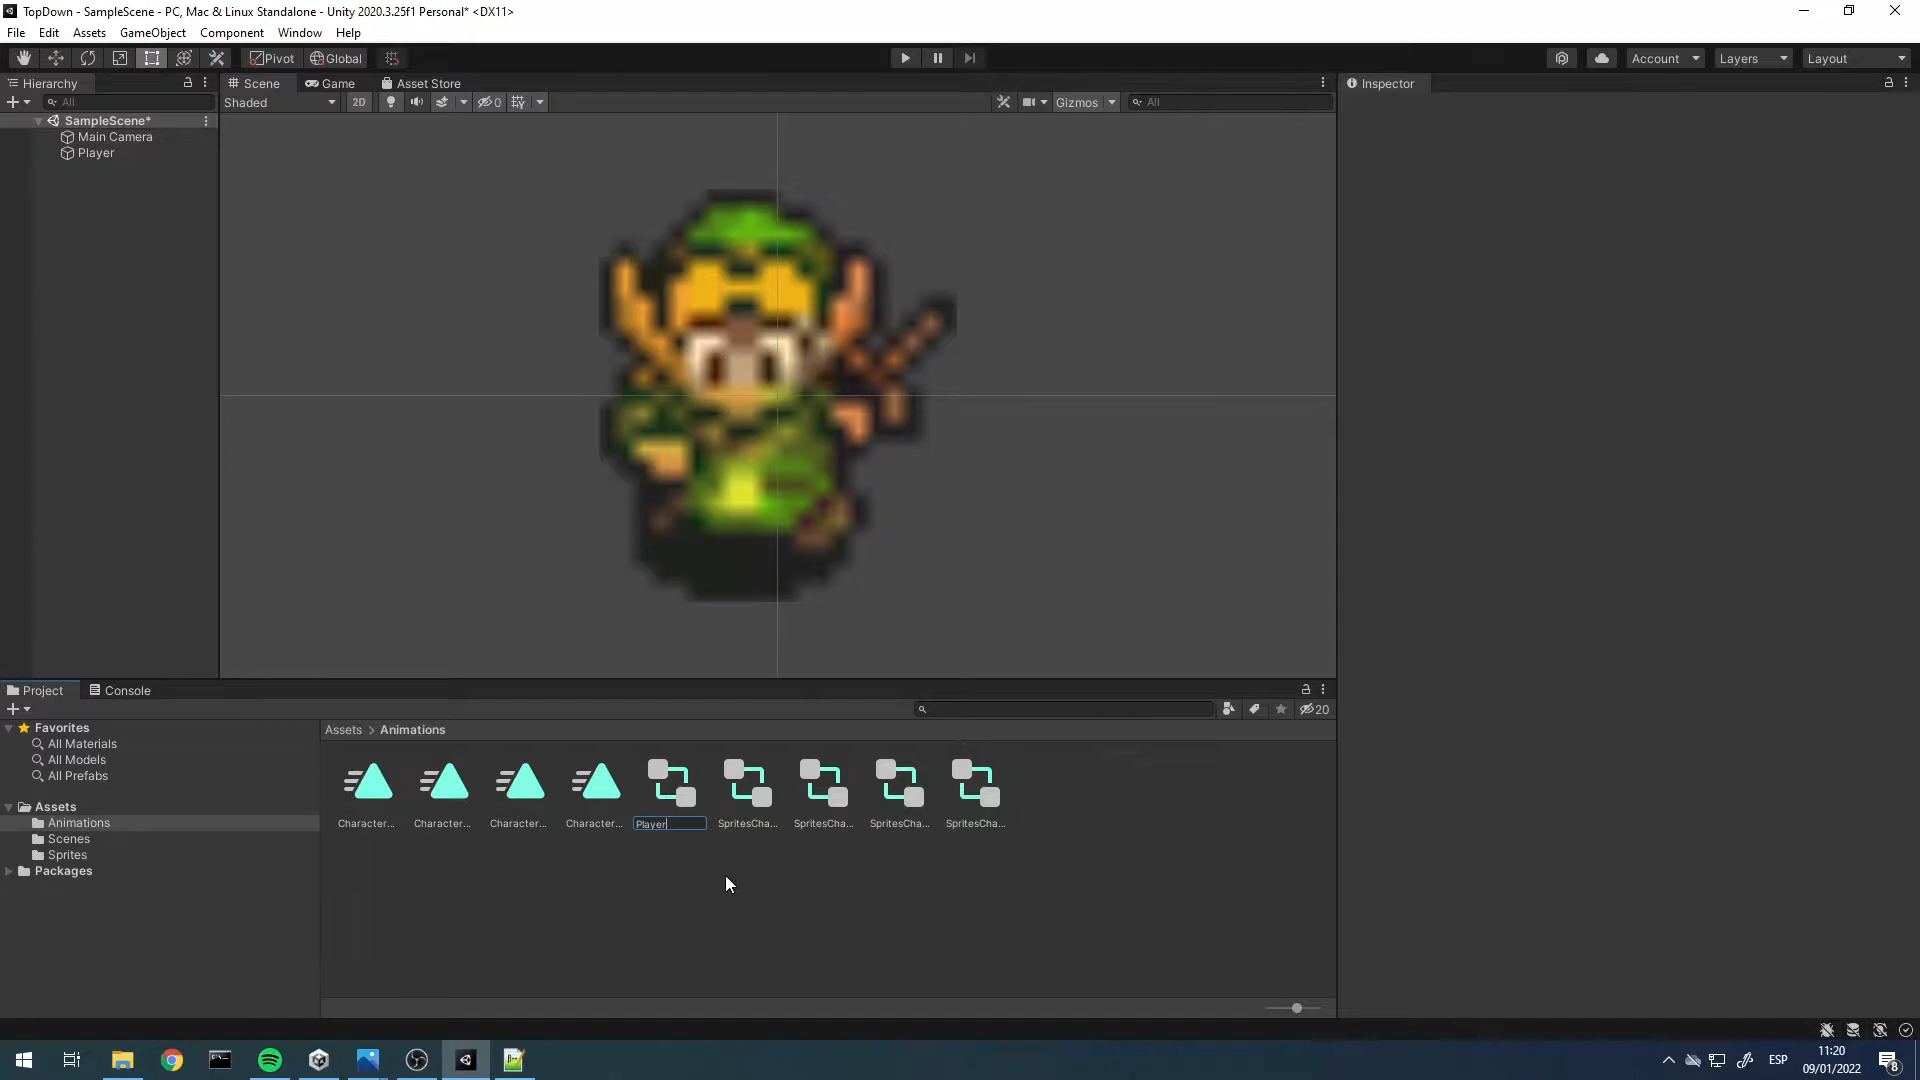 TopDown - SampleScene - PC, Mac & Linux Standalone - Unity 2020.3.25f1 Personal* <DX11>
File Edit Assets GameObject Component Window Help
Pivot Global Account Layers Layout
Hierarchy
All
SampleScene*
Main Camera
Player
Scene Game Asset Store
Shaded 2D 0 Gizmos All
Inspector
Project Console
20
Favorites
All Materials
All Models
All Prefabs
Assets
Animations
Scenes
Sprites
Packages
Assets > Animations
Character... Character... Character... Character... Player SpritesCha... SpritesCha... SpritesCha... SpritesCha...
ESP
11:20
09/01/2022
8